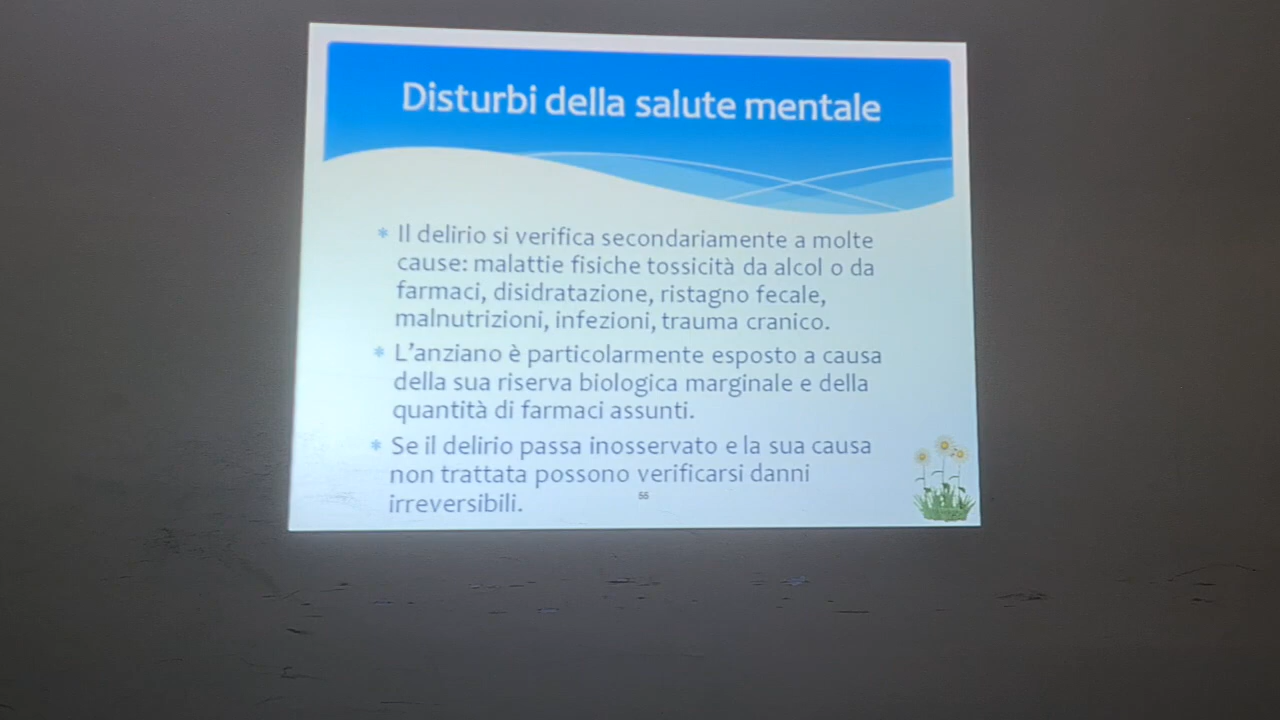 Disturbi della salute mentale
Il delirio si verifica secondariamente a molte
cause: malattie fisiche tossicità da alcol o da
farmaci, disidratazione, ristagno fecale,
malnutrizioni, infezioni, trauma cranico.
L'anziano è particolarmente esposto a causa
della sua riserva biologica marginale e della
quantità di farmaci assunti.
Se il delirio passa inosservato e la sua causa
non trattata possono verificarsi danni
irreversibili.
55